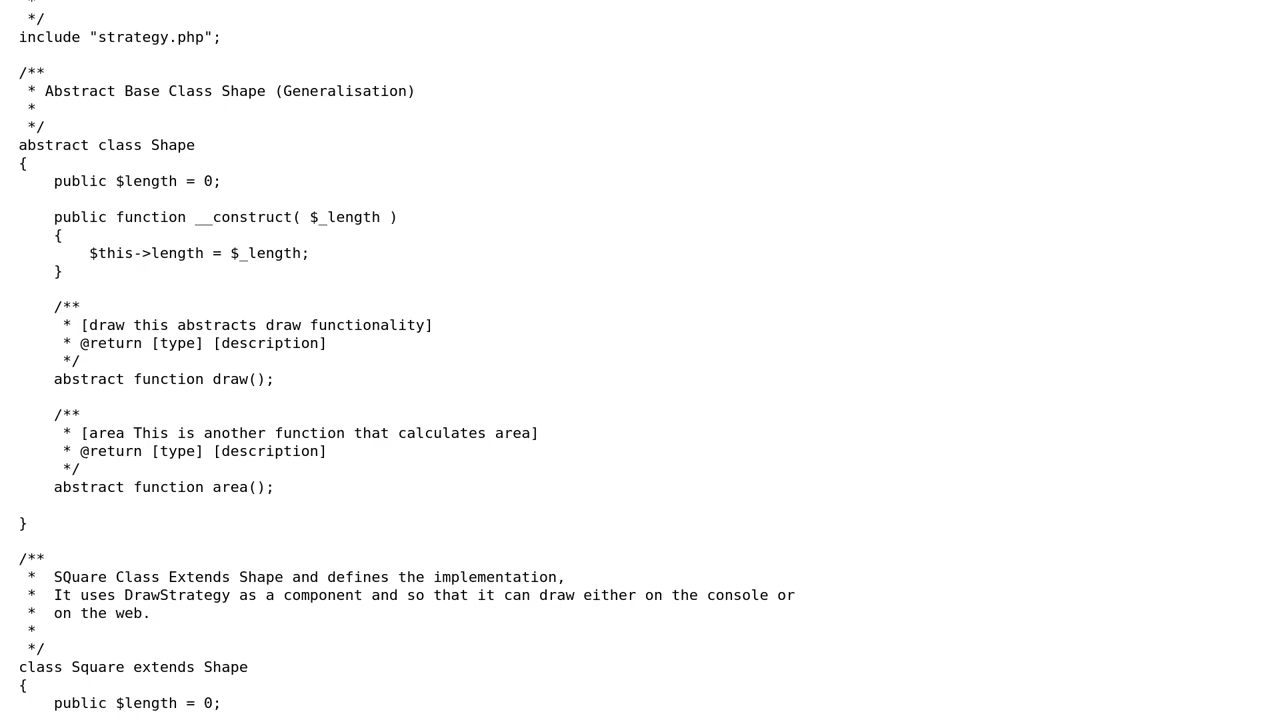 *
 */
include "strategy.php";

/**
 * Abstract Base Class Shape (Generalisation)
 *
 */
abstract class Shape
{
    public $length = 0;

    public function __construct( $_length )
    {
        $this->length = $_length;
    }

    /**
     * [draw this abstracts draw functionality]
     * @return [type] [description]
     */
    abstract function draw();

    /**
     * [area This is another function that calculates area]
     * @return [type] [description]
     */
    abstract function area();

}

/**
 *  SQuare Class Extends Shape and defines the implementation,
 *  It uses DrawStrategy as a component and so that it can draw either on the console or
 *  on the web.
 *
 */
class Square extends Shape
{
    public $length = 0;